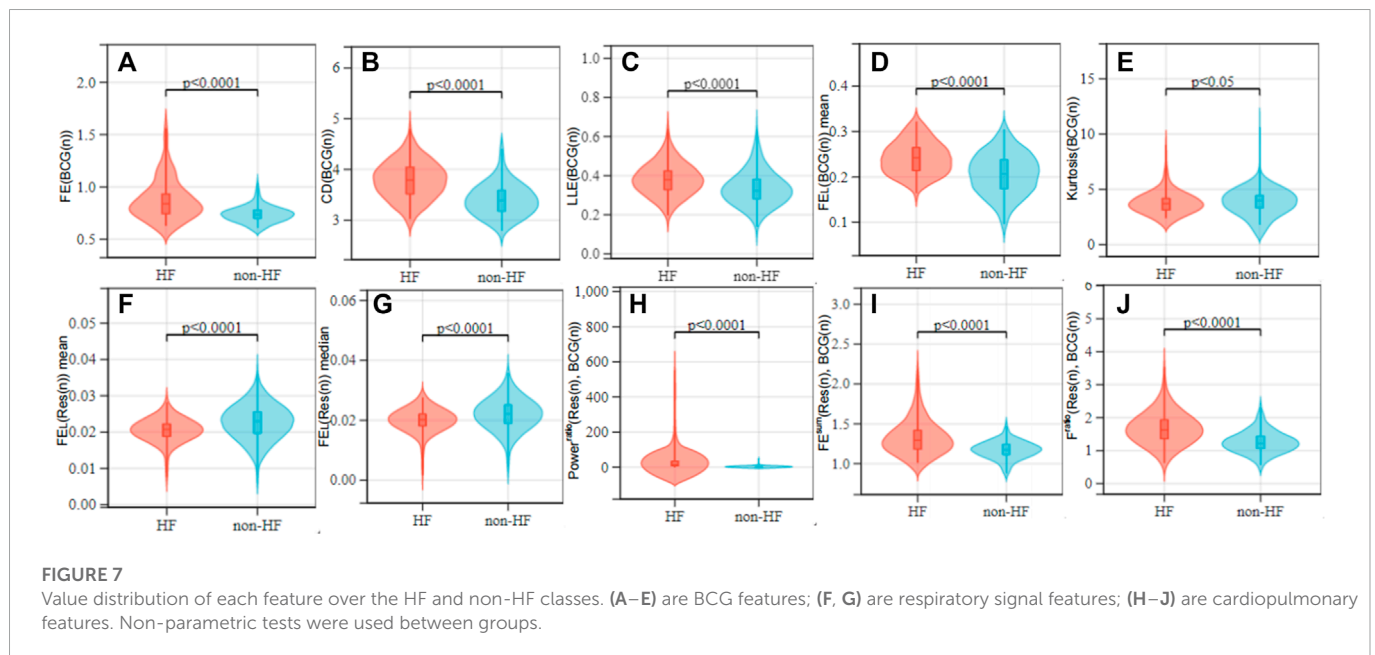 A
FE(BCG(n))
2.0
1.5
1.0
0.5
p<0.0001
HF non-HF
B
CD(BCG(n))
6
5
4
3
p<0.0001
HF non-HF
C
LLE(BCG(n))
1.0
0.8
0.6
0.4
0.2
0.0
p<0.0001
HF non-HF
D
FEL(BCG(n)) mean
0.4
0.3
0.2
0.1
p<0.0001
HF non-HF
E
Kurtosis(BCG(n))
15
10
5
0
p<0.05
HF non-HF
F
FEL(Res(n)) mean
0.05
0.04
0.03
0.02
0.01
0.00
p<0.0001
HF non-HF
G
FEL(Res(n)) median
0.06
0.04
0.02
0.00
p<0.0001
HF non-HF
H
Power^ratio(Res(n), BCG(n))
1,000
800
600
400
200
0
p<0.0001
HF non-HF
I
FE^sum(Res(n), BCG(n))
3.0
2.5
2.0
1.5
1.0
p<0.0001
HF non-HF
J
F^ratio(Res(n), BCG(n))
6
5
4
3
2
1
0
p<0.0001
HF non-HF
FIGURE 7
Value distribution of each feature over the HF and non-HF classes. (A–E) are BCG features; (F, G) are respiratory signal features; (H–J) are cardiopulmonary
features. Non-parametric tests were used between groups.